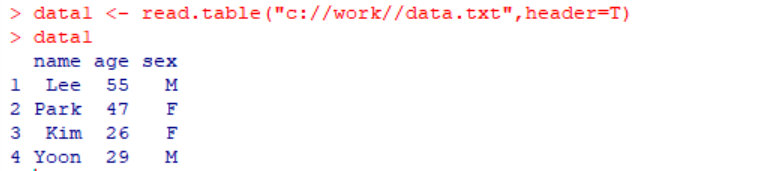 > data1 <- read.table("c://work//data.txt",header=T)
> data1
  name age sex
1  Lee  55   M
2 Park  47   F
3  Kim  26   F
4 Yoon  29   M